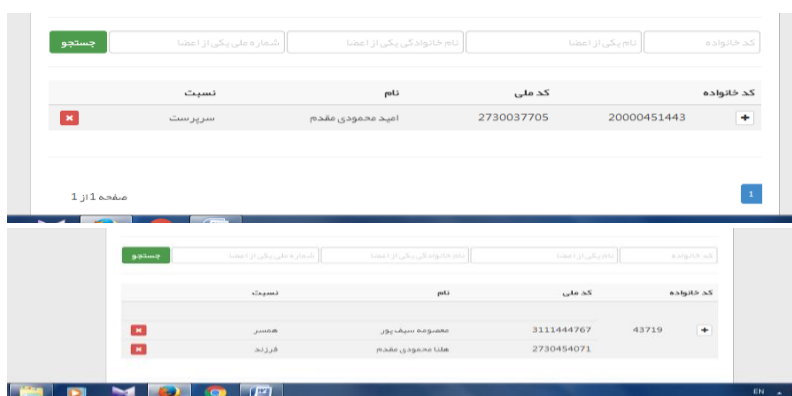 کد خانواده نام یکی از اعضا نام خانوادگی یکی از اعضا شماره ملی یکی از اعضا جستجو
کد خانواده کد ملی نام نسبت
+ 20000451443 2730037705 امید محمودی مقدم سرپرست
1
صفحه 1 از 1
کد خانواده نام یکی از اعضا نام خانوادگی یکی از اعضا شماره ملی یکی از اعضا جستجو
کد خانواده کد ملی نام نسبت
+ 43719 3111444767 معصومه سیف پور همسر
2730454071 هلنا محمودی مقدم فرزند
EN